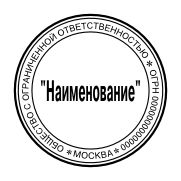 ОБЩЕСТВО С ОГРАНИЧЕННОЙ ОТВЕТСТВЕННОСТЬЮ * ОГРН 0000000000000
* МОСКВА *
"Наименование"